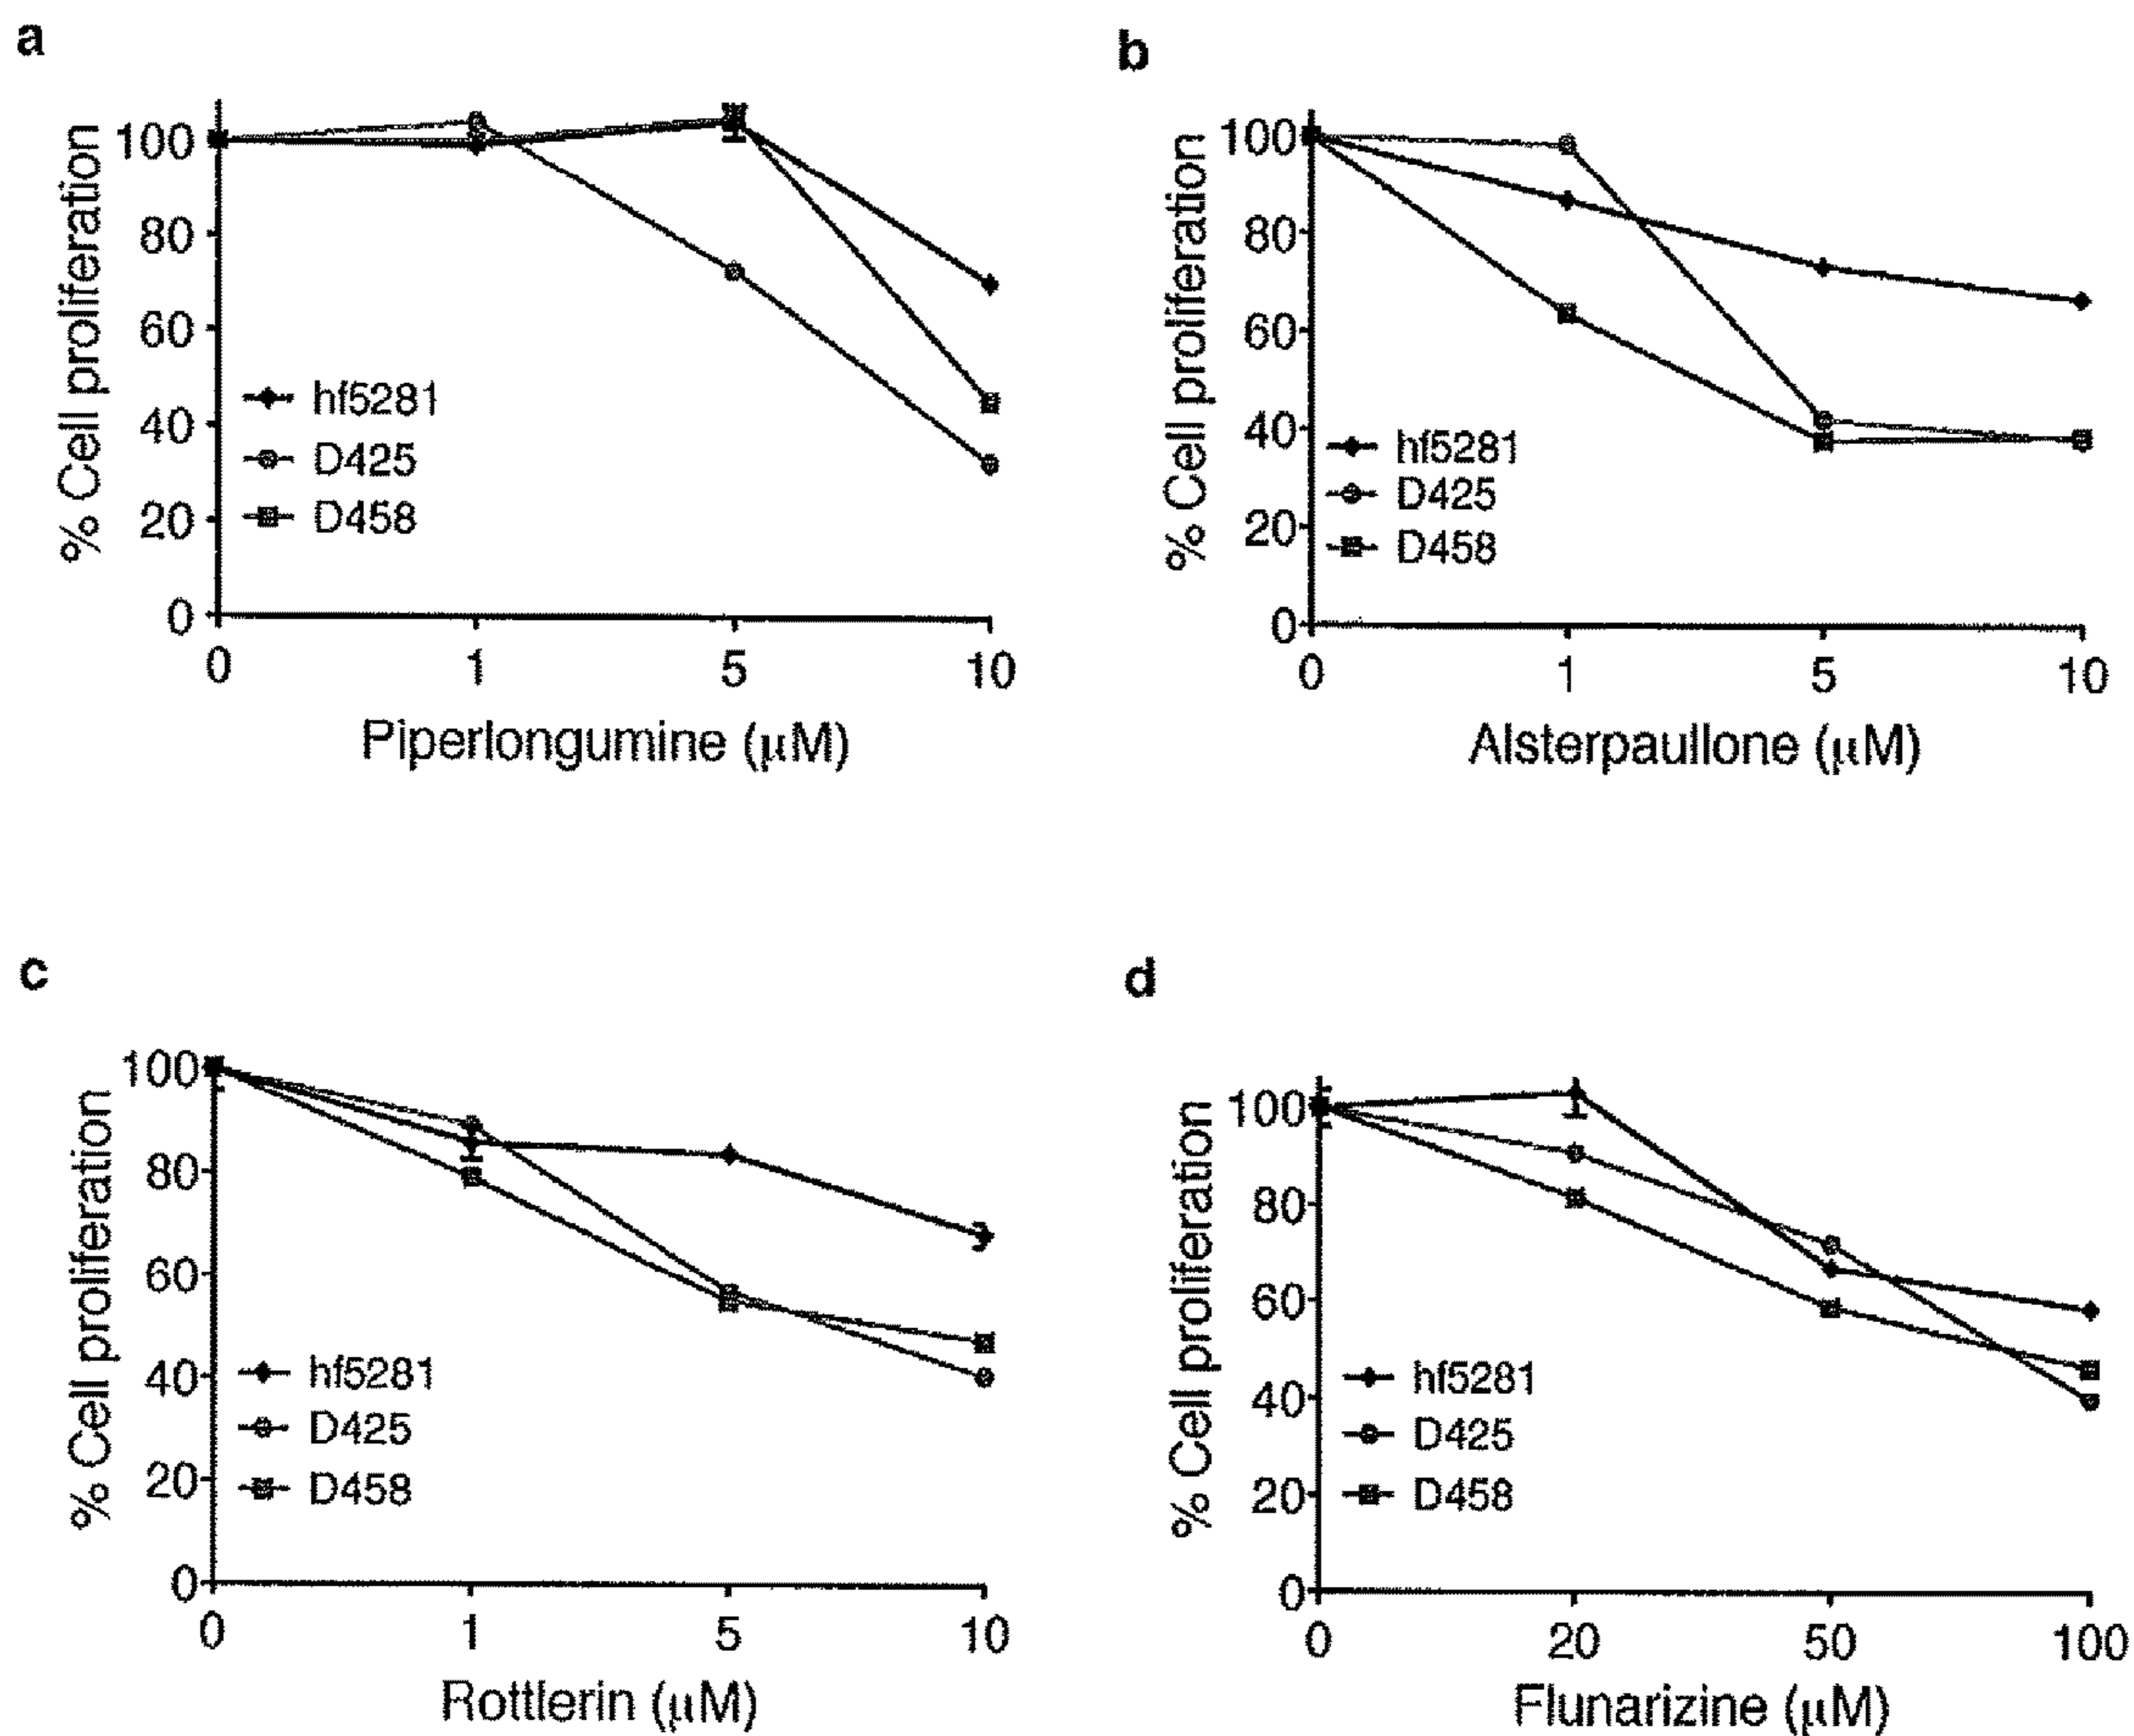 a
% Cell proliferation
100
80
60
40
20
0
hf5281
D425
D458
0 1 5 10
Piperlongumine (μM)
b
% Cell proliferation
100
80
60
40
20
0
hf5281
D425
D458
0 1 5 10
Alsterpaullone (μM)
c
% Cell proliferation
100
80
60
40
20
0
hf5281
D425
D458
0 1 5 10
Rottlerin (μM)
d
% Cell proliferation
100
80
60
40
20
0
hf5281
D425
D458
0 20 50 100
Flunarizine (μM)